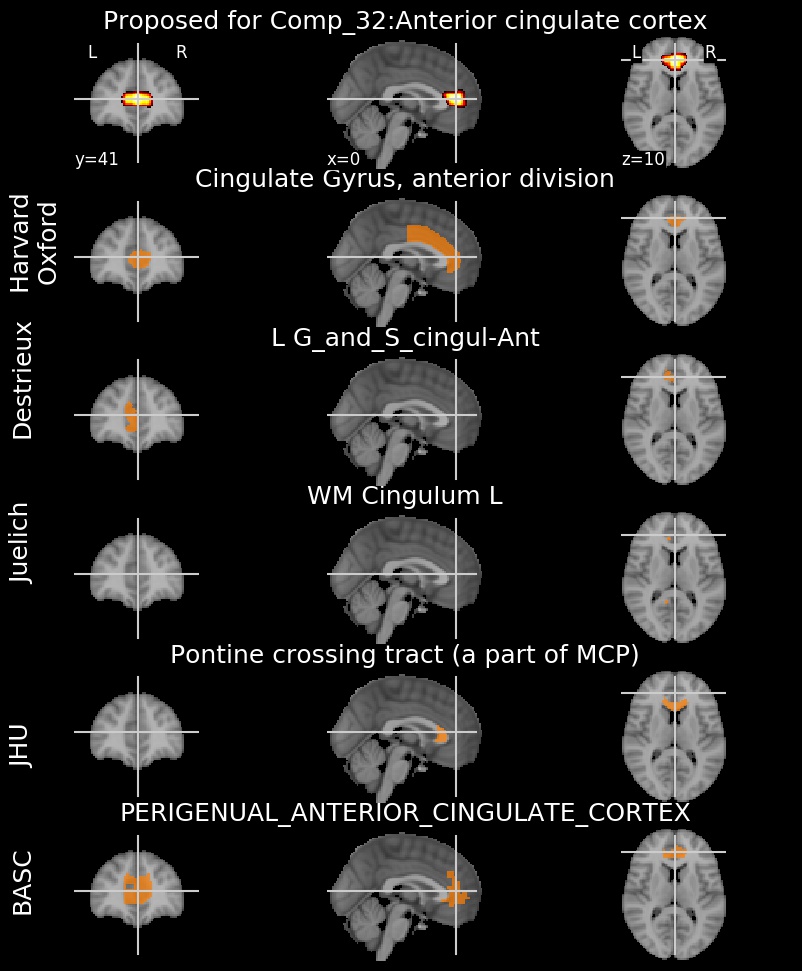 Proposed for Comp_32:Anterior cingulate cortex
L R L R
y=41 x=0 z=10
Cingulate Gyrus, anterior division
Harvard
Oxford
L G_and_S_cingul-Ant
Destrieux
WM Cingulum L
Juelich
Pontine crossing tract (a part of MCP)
JHU
PERIGENUAL_ANTERIOR_CINGULATE_CORTEX
BASC